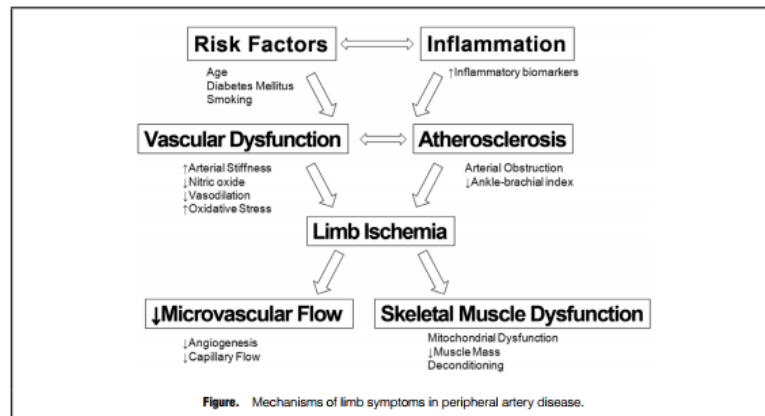 Risk Factors
Inflammation
Age
Diabetes Mellitus
Smoking
↑Inflammatory biomarkers
Vascular Dysfunction
Atherosclerosis
↑Arterial Stiffness
↓Nitric oxide
↓Vasodilation
↑Oxidative Stress
Arterial Obstruction
↓Ankle-brachial index
Limb Ischemia
↓Microvascular Flow
Skeletal Muscle Dysfunction
↓Angiogenesis
↓Capillary Flow
Mitochondrial Dysfunction
↓Muscle Mass
Deconditioning
Figure. Mechanisms of limb symptoms in peripheral artery disease.